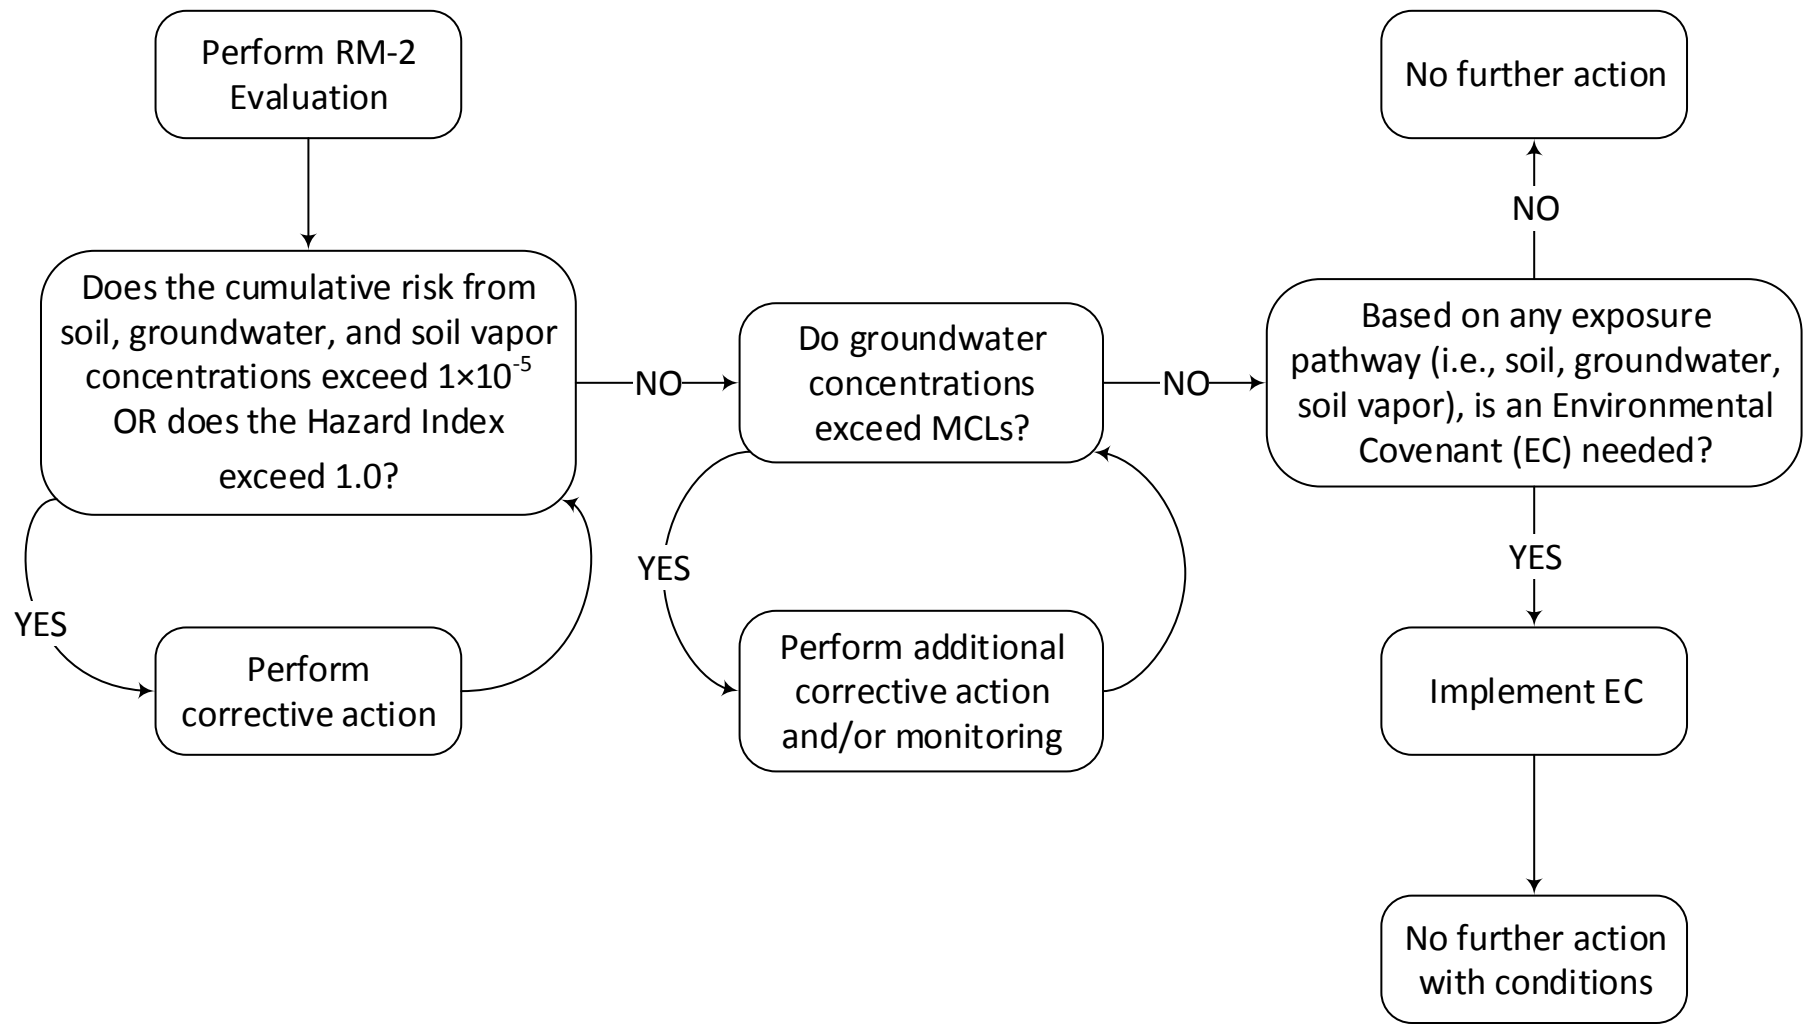 Perform RM-2
Evaluation
Does the cumulative risk from
soil, groundwater, and soil vapor
concentrations exceed 1×10⁻⁵
OR does the Hazard Index
exceed 1.0?
YES
Perform
corrective action
NO
Do groundwater
concentrations
exceed MCLs?
YES
Perform additional
corrective action
and/or monitoring
NO
Based on any exposure
pathway (i.e., soil, groundwater,
soil vapor), is an Environmental
Covenant (EC) needed?
NO
No further action
YES
Implement EC
No further action
with conditions